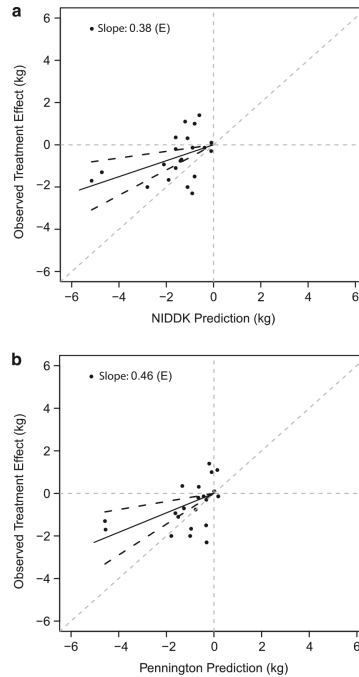 a
6
4
2
0
−2
−4
−6
Observed Treatment Effect (kg)
Slope: 0.38 (E)
−6 −4 −2 0 2 4 6
NIDDK Prediction (kg)
b
6
4
2
0
−2
−4
−6
Observed Treatment Effect (kg)
Slope: 0.46 (E)
−6 −4 −2 0 2 4 6
Pennington Prediction (kg)